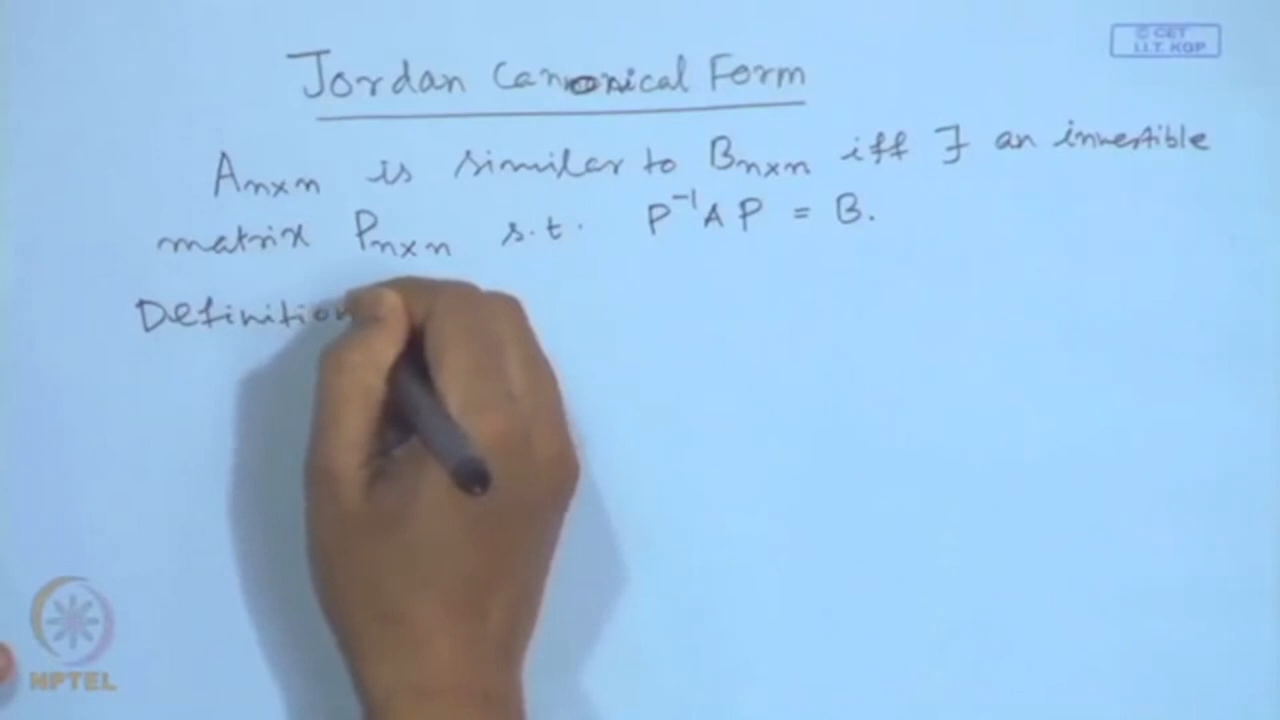 © CET
I.I.T. KGP
Jordan Canonical Form
Anxn is similar to Bnxn iff ∃ an invertible
matrix Pnxn s.t. P⁻¹AP = B.
Definition
NPTEL